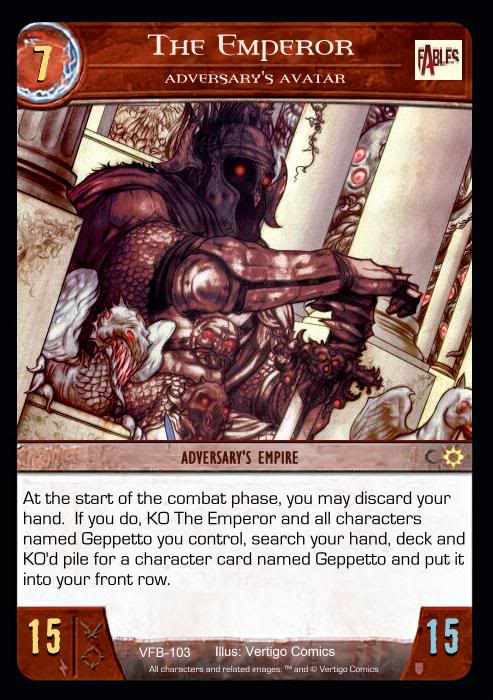 7
THE EMPEROR
ADVERSARY'S AVATAR
FABLES
ADVERSARY'S EMPIRE
At the start of the combat phase, you may discard your
hand. If you do, KO The Emperor and all characters
named Geppetto you control, search your hand, deck and
KO'd pile for a character card named Geppetto and put it
into your front row.
15
VFB-103 Illus: Vertigo Comics
All characters and related images: ™ and © Vertigo Comics
15